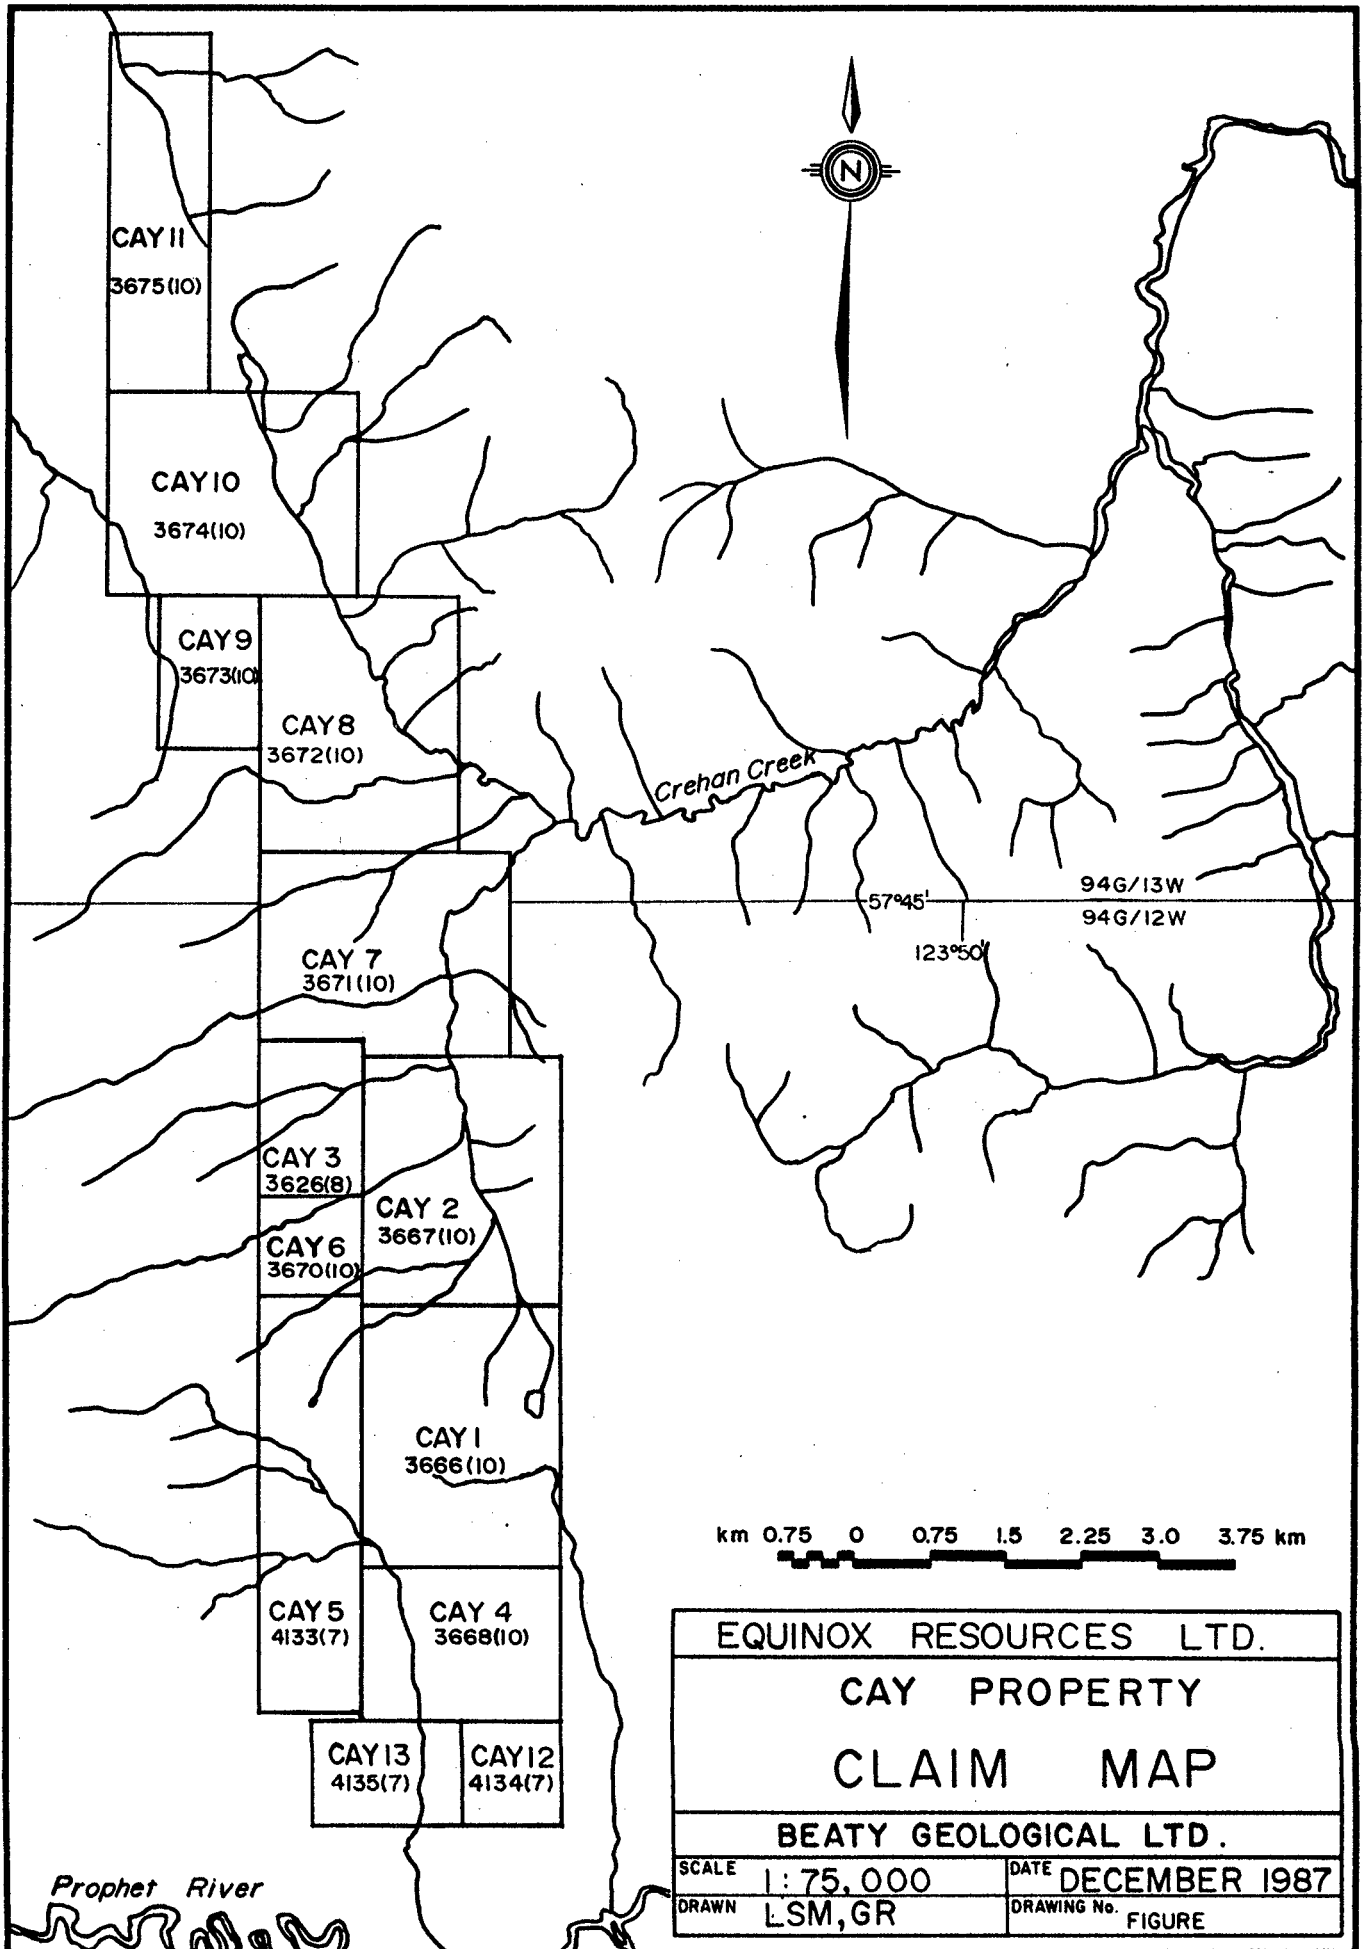 N
CAY 11
3675(10)
CAY 10
3674(10)
CAY 9
3673(10)
CAY 8
3672(10)
Crehan Creek
94G/13W
57°45'
94G/12W
123°50'
CAY 7
3671(10)
CAY 3
3626(8)
CAY 2
3667(10)
CAY 6
3670(10)
CAY 1
3666(10)
km 0.75 0 0.75 1.5 2.25 3.0 3.75 km
CAY 5
4133(7)
CAY 4
3668(10)
CAY 13
4135(7)
CAY 12
4134(7)
Prophet River
EQUINOX RESOURCES LTD.
CAY PROPERTY
CLAIM MAP
BEATY GEOLOGICAL LTD.
SCALE 1:75,000
DATE DECEMBER 1987
DRAWN LSM,GR
DRAWING No. FIGURE